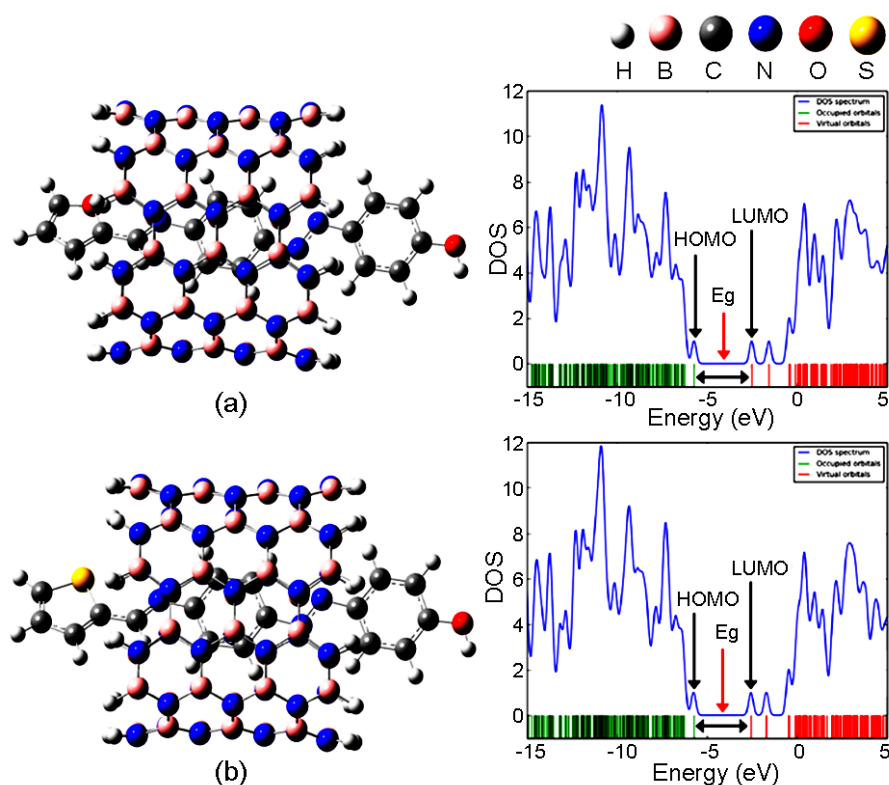 H B C N O S
12
10
8
6
4
2
0
DOS
DOS spectrum
Occupied orbitals
Virtual orbitals
HOMO
LUMO
Eg
-15 -10 -5 0 5
Energy (eV)
(a)
12
10
8
6
4
2
0
DOS
DOS spectrum
Occupied orbitals
Virtual orbitals
HOMO
LUMO
Eg
-15 -10 -5 0 5
Energy (eV)
(b)